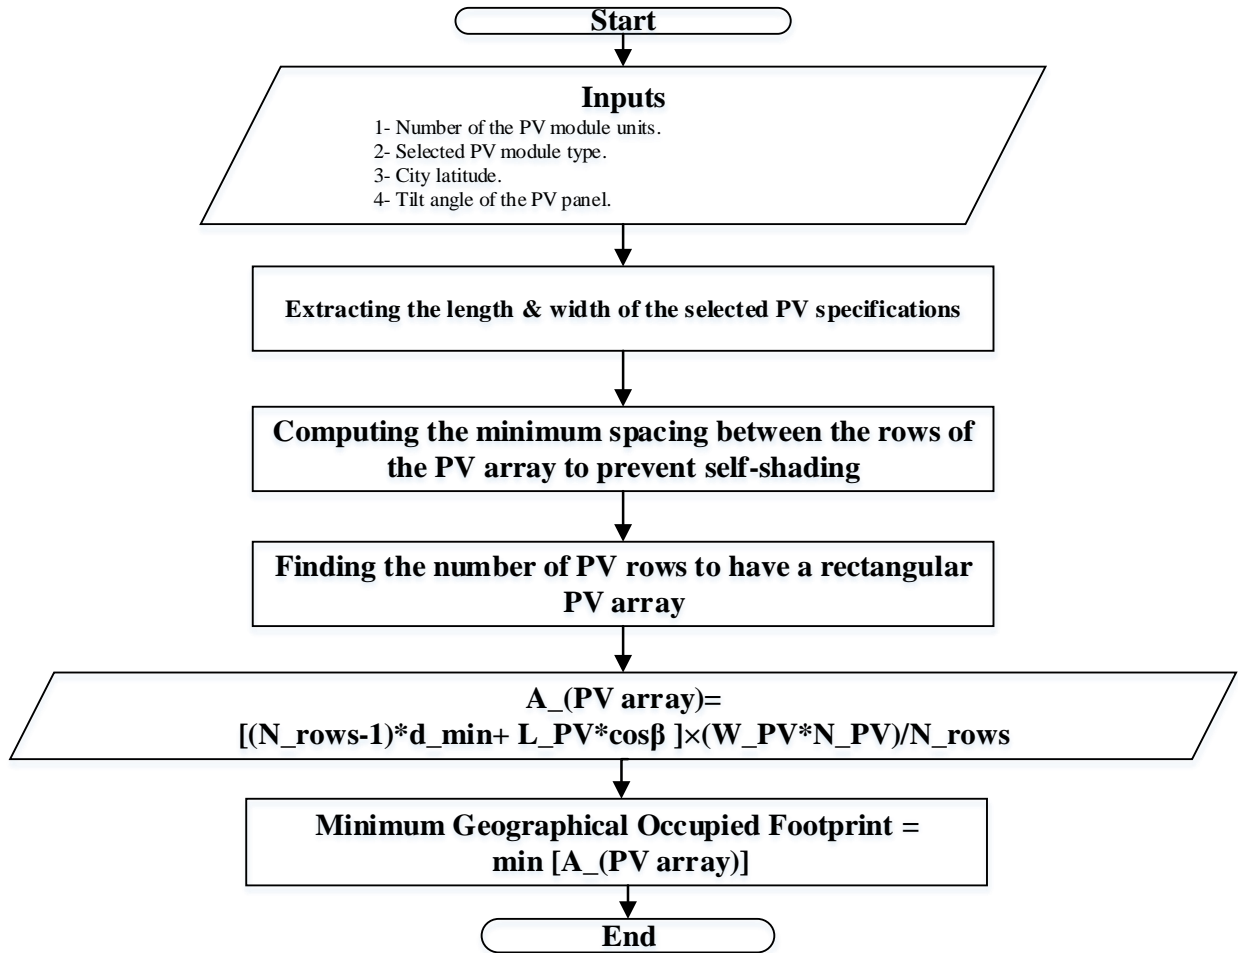 Start
Inputs
1- Number of the PV module units.
2- Selected PV module type.
3- City latitude.
4- Tilt angle of the PV panel.
Extracting the length & width of the selected PV specifications
Computing the minimum spacing between the rows of
the PV array to prevent self-shading
Finding the number of PV rows to have a rectangular
PV array
A_(PV array)=
[(N_rows-1)*d_min+ L_PV*cosβ ]×(W_PV*N_PV)/N_rows
Minimum Geographical Occupied Footprint =
min [A_(PV array)]
End